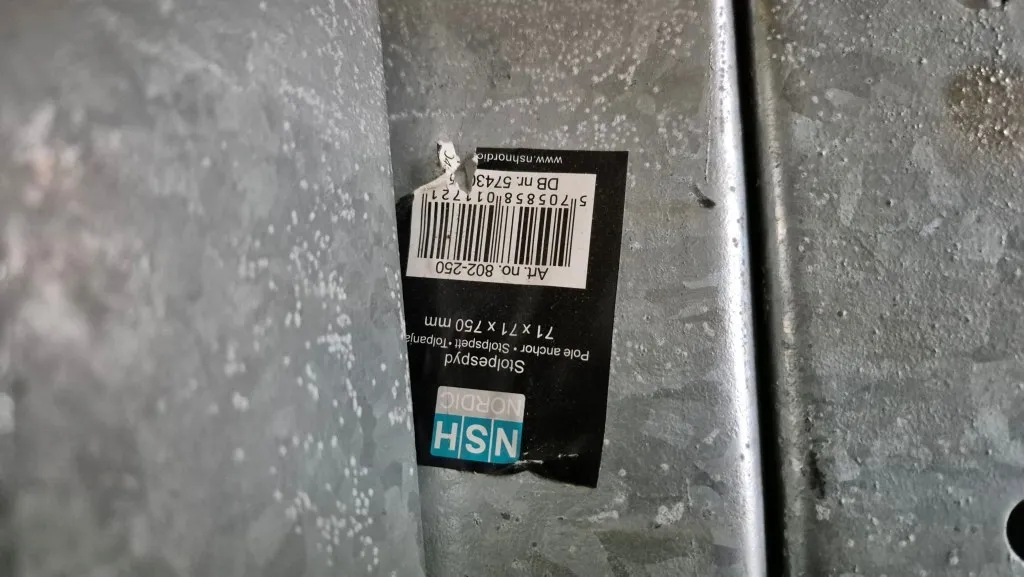 NSH
NORDIC
Stolpespyd
Pole anchor • Stolpspett • Tolpanja
71 x 71 x 750 mm
Art. no. 802-250
5 705858 011721
DB nr. 5743
www.nshnordic